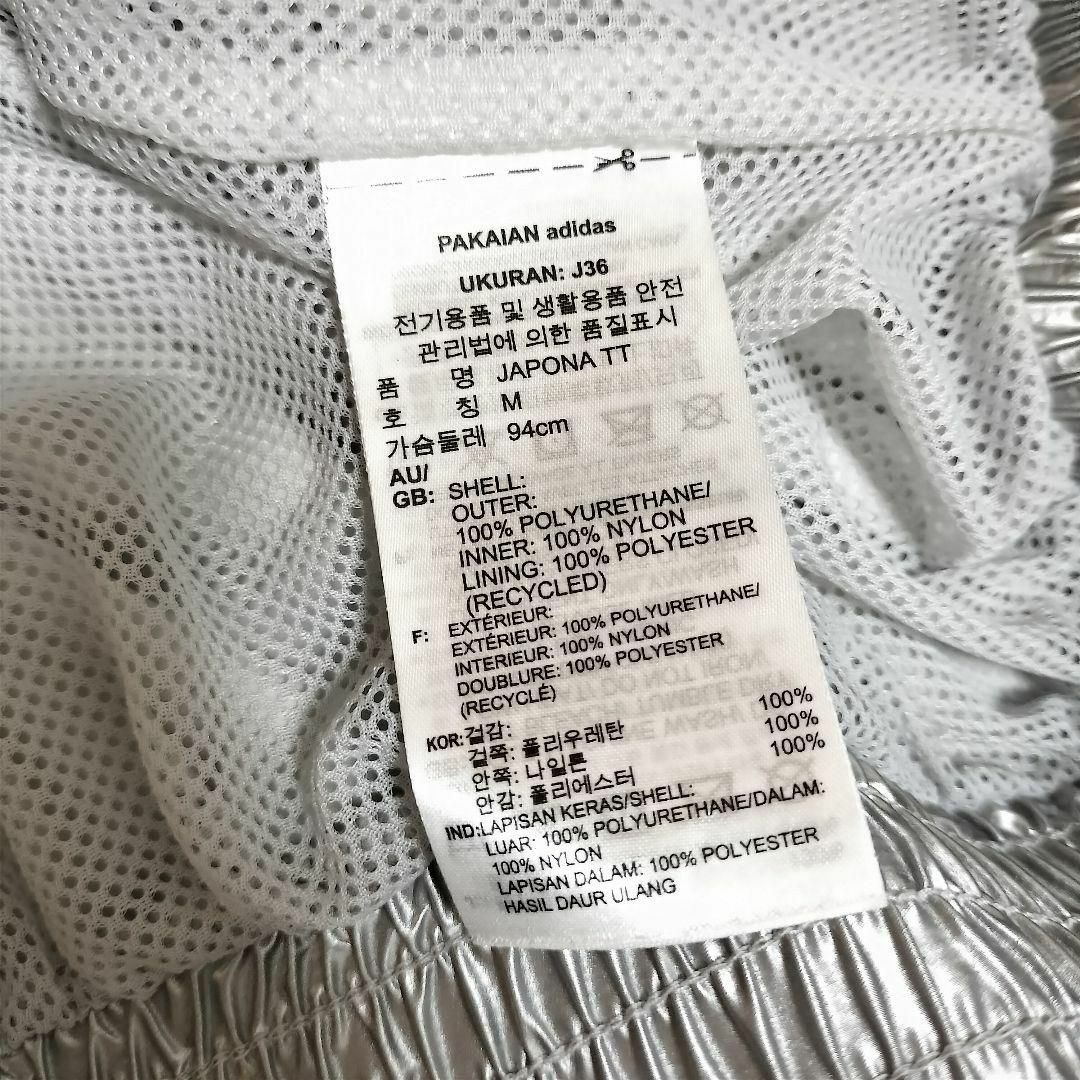 PAKAIAN adidas
UKURAN: J36
전기용품 및 생활용품 안전
관리법에 의한 품질표시
품 명 JAPONA TT
호 칭 M
가슴둘레 94cm
AU/
GB: SHELL:
OUTER:
100% POLYURETHANE/
INNER: 100% NYLON
LINING: 100% POLYESTER
(RECYCLED)
F: EXTÉRIEUR:
EXTÉRIEUR: 100% POLYURETHANE/
INTERIEUR: 100% NYLON
DOUBLURE: 100% POLYESTER
(RECYCLÉ)
KOR: 겉감:
겉쪽: 폴리우레탄 100%
안쪽: 나일론 100%
안감: 폴리에스터 100%
IND: LAPISAN KERAS/SHELL:
LUAR: 100% POLYURETHANE/DALAM:
100% NYLON
LAPISAN DALAM: 100% POLYESTER
HASIL DAUR ULANG